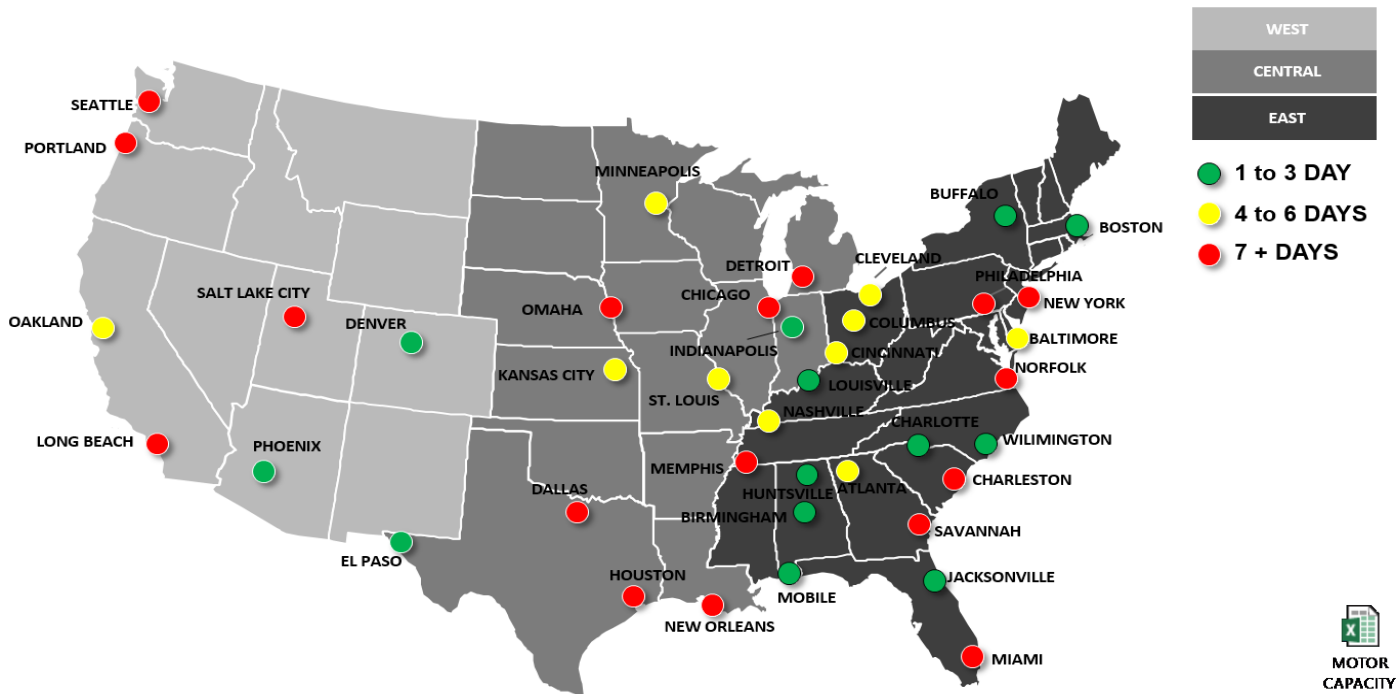 WEST
CENTRAL
EAST
1 to 3 DAY
4 to 6 DAYS
7 + DAYS
SEATTLE
PORTLAND
MINNEAPOLIS
BUFFALO
BOSTON
CLEVELAND
DETROIT
PHILADELPHIA
SALT LAKE CITY
CHICAGO
NEW YORK
OMAHA
OAKLAND
DENVER
COLUMBUS
BALTIMORE
INDIANAPOLIS
CINCINNATI
NORFOLK
KANSAS CITY
LOUISVILLE
ST. LOUIS
NASHVILLE
CHARLOTTE
LONG BEACH
PHOENIX
WILIMINGTON
MEMPHIS
CHARLESTON
DALLAS
HUNTSVILLE
ATLANTA
BIRMINGHAM
SAVANNAH
EL PASO
HOUSTON
JACKSONVILLE
MOBILE
NEW ORLEANS
MIAMI
X
MOTOR
CAPACITY